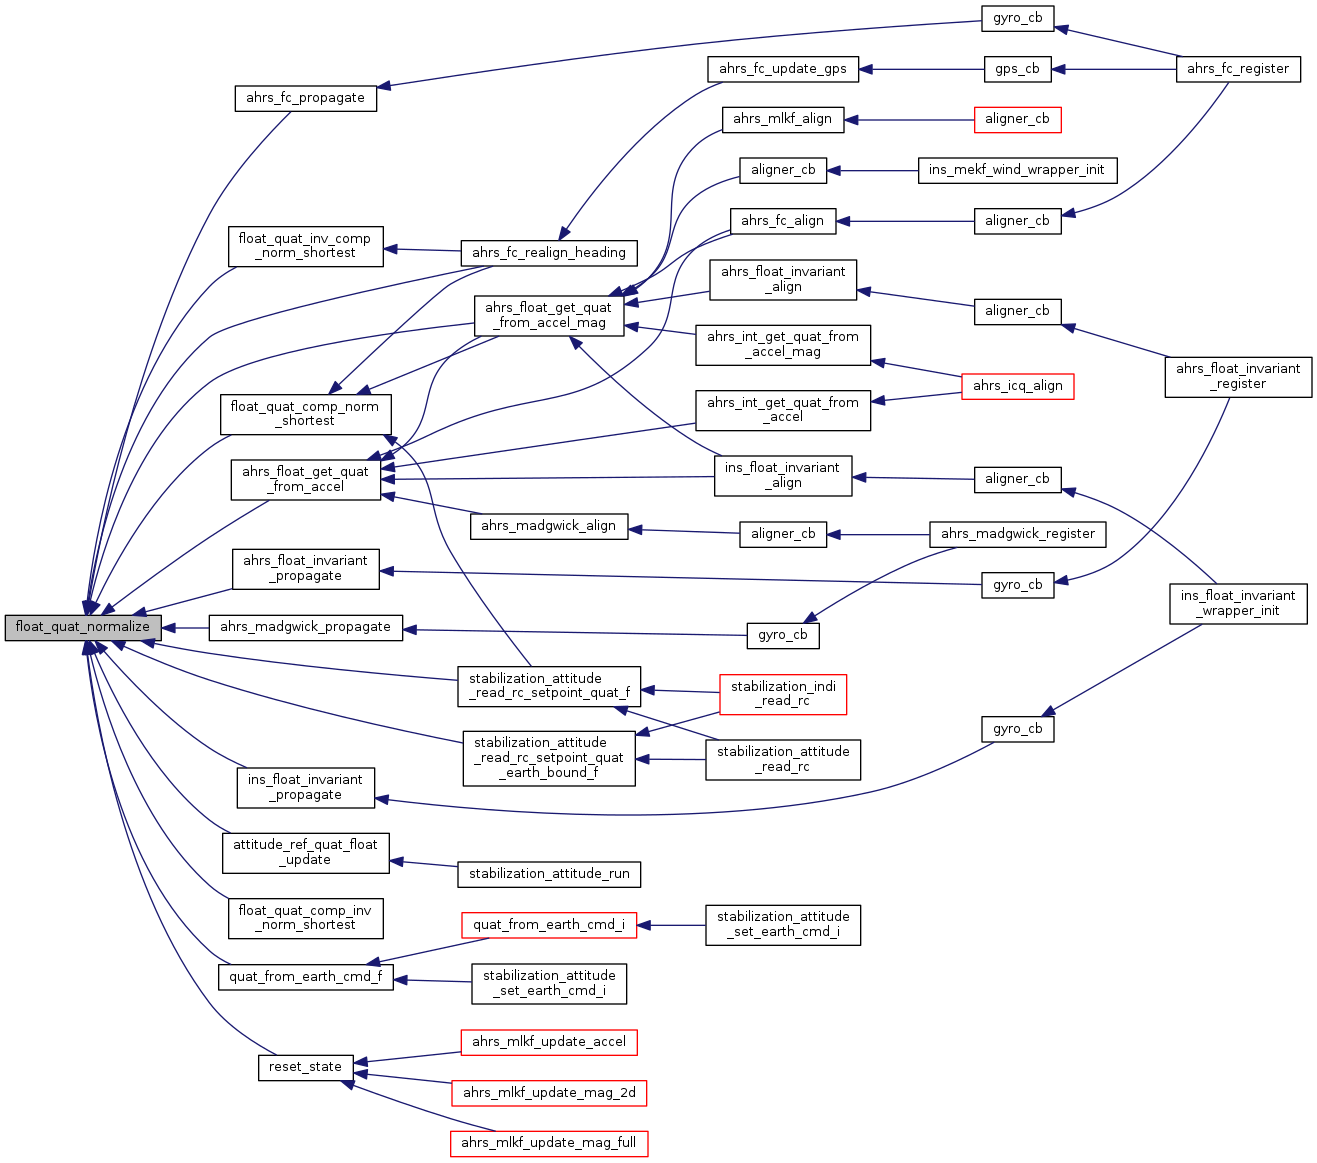 float_quat_normalize
ahrs_fc_propagate
float_quat_inv_comp
_norm_shortest
float_quat_comp_norm
_shortest
ahrs_float_get_quat
_from_accel
ahrs_float_invariant
_propagate
ahrs_madgwick_propagate
ins_float_invariant
_propagate
attitude_ref_quat_float
_update
float_quat_comp_inv
_norm_shortest
quat_from_earth_cmd_f
reset_state
ahrs_fc_realign_heading
ahrs_float_get_quat
_from_accel_mag
ahrs_madgwick_align
stabilization_attitude
_read_rc_setpoint_quat_f
stabilization_attitude
_read_rc_setpoint_quat
_earth_bound_f
stabilization_attitude_run
quat_from_earth_cmd_i
stabilization_attitude
_set_earth_cmd_i
ahrs_mlkf_update_accel
ahrs_mlkf_update_mag_2d
ahrs_mlkf_update_mag_full
ahrs_fc_update_gps
ahrs_mlkf_align
aligner_cb
ahrs_fc_align
ahrs_float_invariant
_align
ahrs_int_get_quat_from
_accel_mag
ahrs_int_get_quat_from
_accel
ins_float_invariant
_align
aligner_cb
gyro_cb
stabilization_indi
_read_rc
stabilization_attitude
_read_rc
stabilization_attitude
_set_earth_cmd_i
gyro_cb
gps_cb
aligner_cb
ins_mekf_wind_wrapper_init
aligner_cb
aligner_cb
ahrs_icq_align
aligner_cb
ahrs_madgwick_register
gyro_cb
gyro_cb
ahrs_fc_register
ahrs_float_invariant
_register
ins_float_invariant
_wrapper_init